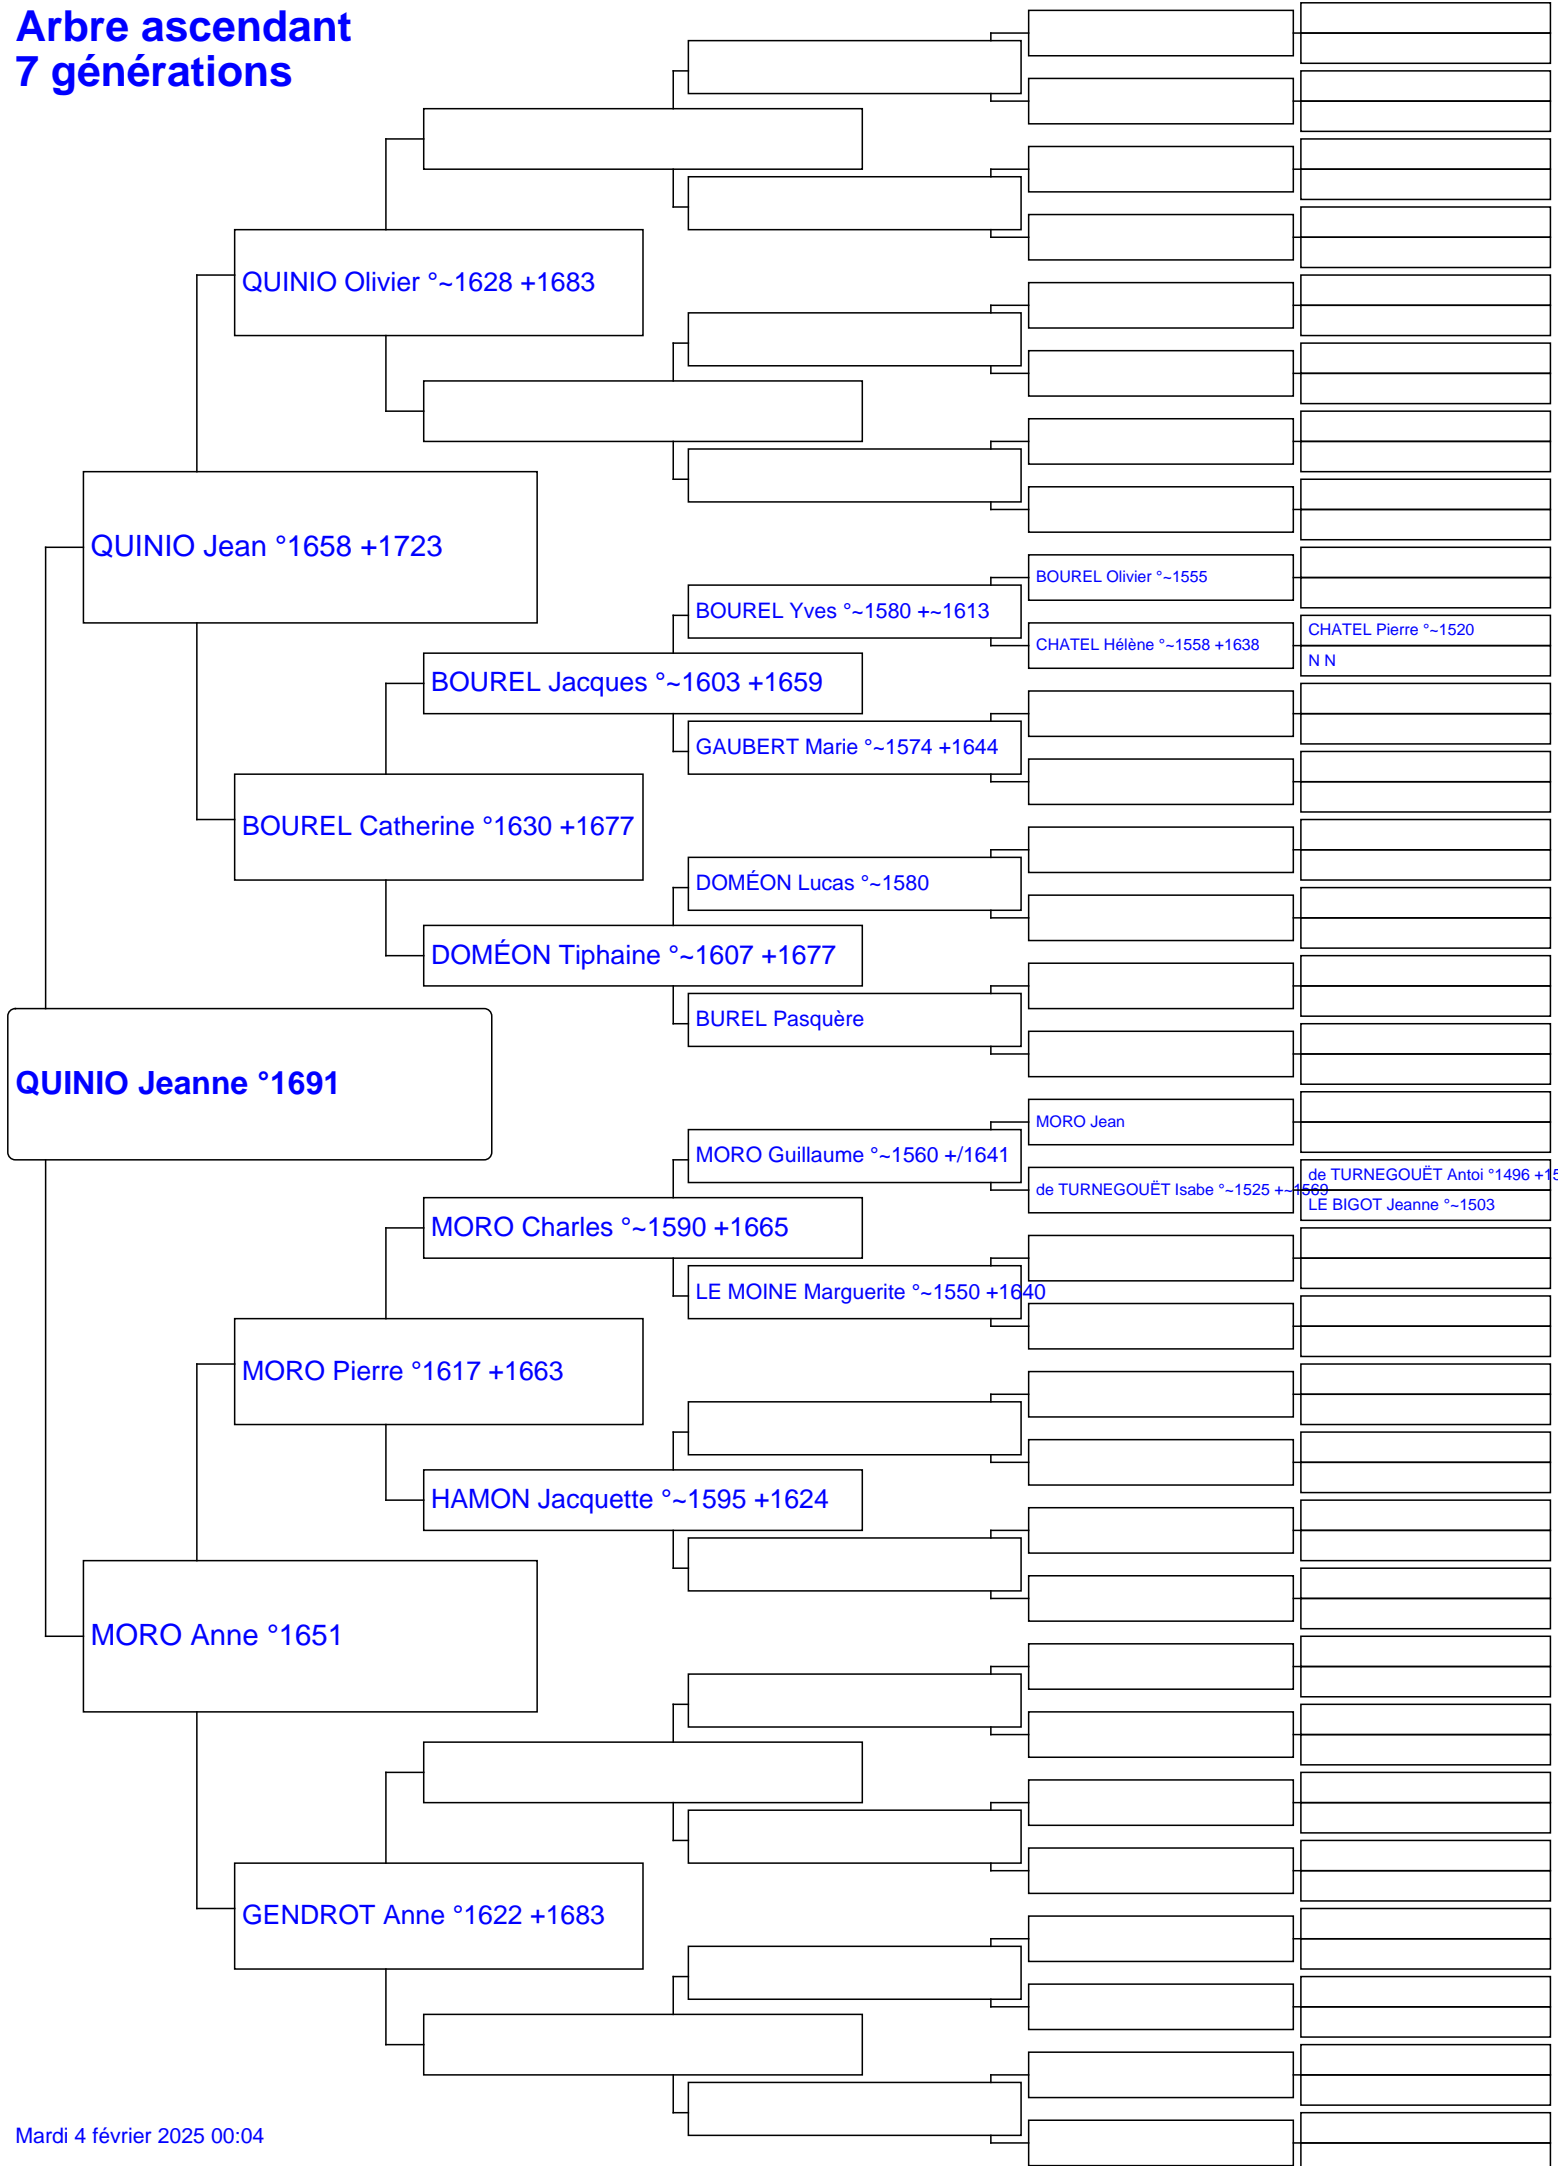 Arbre ascendant
7 générations
QUINIO Olivier °~1628 +1683
QUINIO Jean °1658 +1723
BOUREL Olivier °~1555
BOUREL Yves °~1580 +~1613
CHATEL Pierre °~1520
CHATEL Hélène °~1558 +1638
N N
BOUREL Jacques °~1603 +1659
GAUBERT Marie °~1574 +1644
BOUREL Catherine °1630 +1677
DOMÉON Lucas °~1580
DOMÉON Tiphaine °~1607 +1677
BUREL Pasquère
QUINIO Jeanne °1691
MORO Jean
MORO Guillaume °~1560 +/1641
de TURNEGOUËT Antoi °1496 +15
de TURNEGOUËT Isabe °~1525 +~1569
LE BIGOT Jeanne °~1503
MORO Charles °~1590 +1665
LE MOINE Marguerite °~1550 +1640
MORO Pierre °1617 +1663
HAMON Jacquette °~1595 +1624
MORO Anne °1651
GENDROT Anne °1622 +1683
Mardi 4 février 2025 00:04